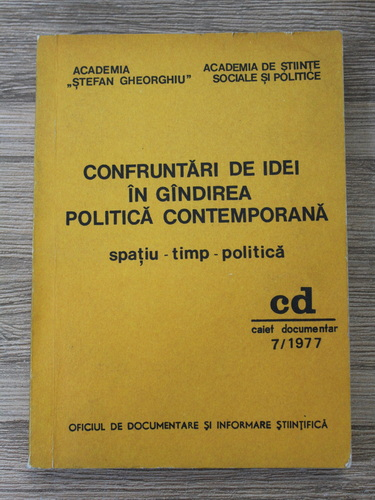 ACADEMIA
„ŞTEFAN GHEORGHIU"
ACADEMIA DE ŞTIINŢE
SOCIALE ŞI POLITICE
CONFRUNTĂRI DE IDEI
ÎN GÎNDIREA
POLITICĂ CONTEMPORANĂ
spaţiu - timp - politică
cd
caiet documentar
7/1977
OFICIUL DE DOCUMENTARE ŞI INFORMARE ŞTIINŢIFICĂ